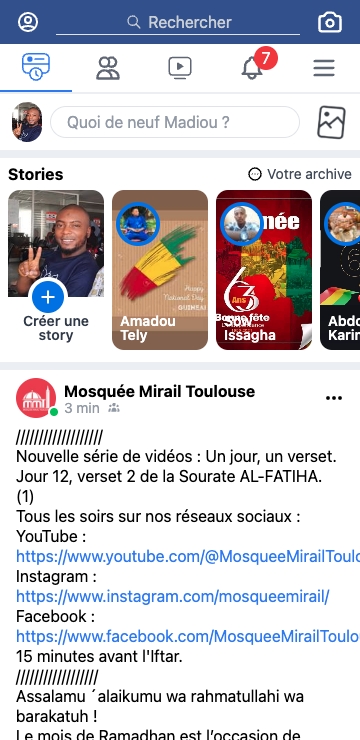 Rechercher
7
Quoi de neuf Madiou ?
Stories
Votre archive
née
Happy
National Day
GUINEA!
63
Ans
Bonne fête
Créer une
story
Amadou
Tely
Issagha
Abdo
Karim
Mosquée Mirail Toulouse
3 min
///////////////////
Nouvelle série de vidéos : Un jour, un verset.
Jour 12, verset 2 de la Sourate AL-FATIHA.
(1)
Tous les soirs sur nos réseaux sociaux :
YouTube :
https://www.youtube.com/@MosqueeMirailToulo
Instagram :
https://www.instagram.com/mosqueemirail/
Facebook :
https://www.facebook.com/MosqueeMirailToulou
15 minutes avant l'Iftar.
//////////////////
Assalamu ´alaikumu wa rahmatullahi wa
barakatuh !
Le mois de Ramadhan est l’occasion de